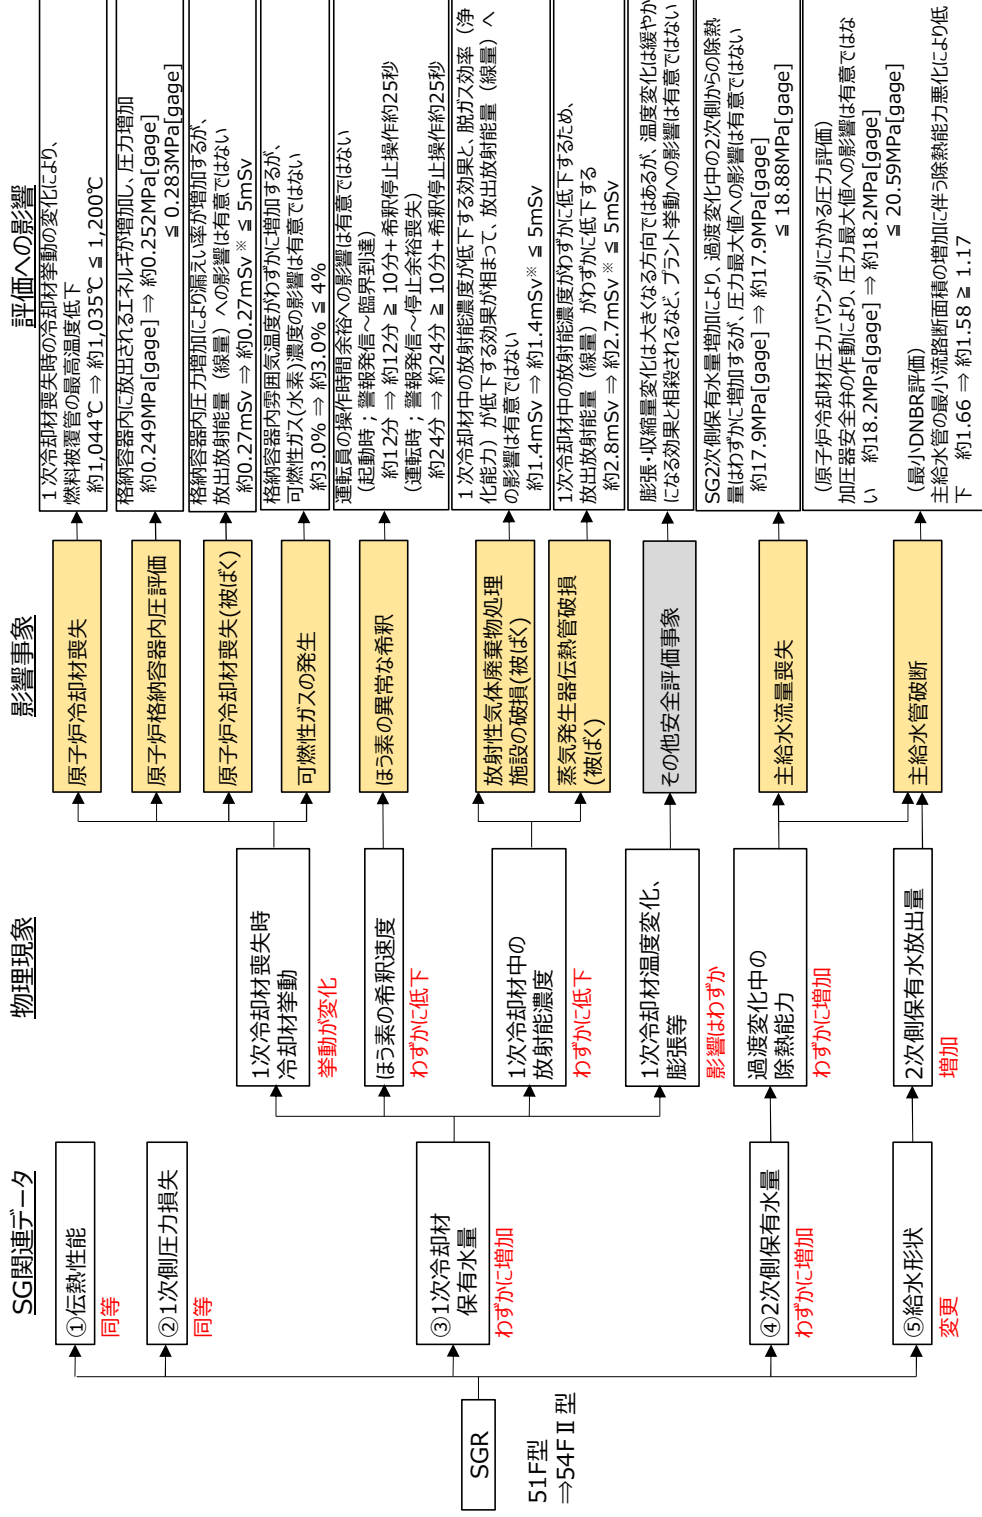 SG関連データ
物理現象
影響事象
評価への影響
SGR
51F型
⇒54FⅡ型
①伝熱性能
同等
②1次側圧力損失
同等
③1次冷却材
保有水量
わずかに増加
④2次側保有水量
わずかに増加
⑤給水形状
変更
1次冷却材喪失時
冷却材挙動
挙動が変化
ほう素の希釈速度
わずかに低下
1次冷却材中の
放射能濃度
わずかに低下
1次冷却材温度変化、
膨張等
影響はわずか
過渡変化中の
除熱能力
わずかに増加
2次側保有水放出量
増加
原子炉冷却材喪失
原子炉格納容器内圧評価
原子炉冷却材喪失(被ばく)
可燃性ガスの発生
ほう素の異常な希釈
放射性気体廃棄物処理
施設の破損(被ばく)
蒸気発生器伝熱管破損
(被ばく)
その他安全評価事象
主給水流量喪失
主給水管破断
1次冷却材喪失時の冷却材挙動の変化により、
燃料被覆管の最高温度低下
約1,044℃ ⇒ 約1,035℃ ≦ 1,200℃
格納容器内に放出されるエネルギが増加し、圧力増加
約0.249MPa[gage] ⇒ 約0.252MPa[gage]
≦ 0.283MPa[gage]
格納容器内圧力増加により漏えい率が増加するが、
放出放射能量（線量）への影響は有意ではない
約0.27mSv ⇒ 約0.27mSv※ ≦ 5mSv
格納容器内雰囲気温度がわずかに増加するが、
可燃性ガス(水素)濃度の影響は有意ではない
約3.0% ⇒ 約3.0% ≦ 4%
運転員の操作時間余裕への影響は有意ではない
（起動時；警報発信～臨界到達）
約12分 ⇒ 約12分 ≧ 10分+希釈停止操作約25秒
（運転時；警報発信～停止余裕喪失）
約24分 ⇒ 約24分 ≧ 10分+希釈停止操作約25秒
1次冷却材中の放射能濃度が低下する効果と、脱ガス効率（浄
化能力）が低下する効果が相まって、放出放射能量（線量）へ
の影響は有意ではない
約1.4mSv ⇒ 約1.4mSv※ ≦ 5mSv
1次冷却材中の放射能濃度がわずかに低下するため、
放出放射能量（線量）がわずかに低下する
約2.8mSv ⇒ 約2.7mSv※ ≦ 5mSv
膨張・収縮量変化は大きくなる方向ではあるが、温度変化は緩やか
になる効果と相殺されるなど、プラント挙動への影響は有意ではない
SG2次側保有水量増加により、過渡変化中の2次側からの除熱
量はわずかに増加するが、圧力最大値への影響は有意ではない
約17.9MPa[gage] ⇒ 約17.9MPa[gage]
≦ 18.88MPa[gage]
（原子炉冷却材圧力バウンダリにかかる圧力評価）
加圧器安全弁の作動により、圧力最大値への影響は有意ではな
い　約18.2MPa[gage] ⇒ 約18.2MPa[gage]
≦ 20.59MPa[gage]
（最小DNBR評価）
主給水管の最小流路断面積の増加に伴う除熱能力悪化により低
下　約1.66 ⇒ 約1.58 ≧ 1.17